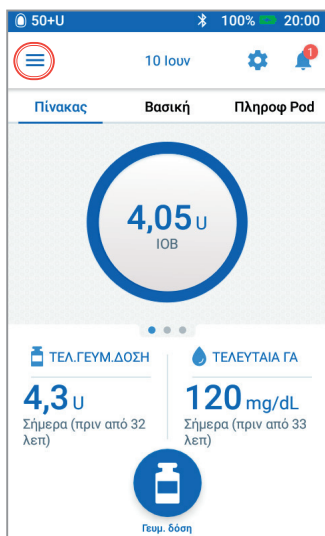 50+U 100% 20:00
10 Ιουν 1
Πίνακας Βασική Πληροφ Pod
4,05 U
IOB
ΤΕΛ.ΓΕΥΜ.ΔΟΣΗ
4,3 U
Σήμερα (πριν από 32
λεπ)
ΤΕΛΕΥΤΑΙΑ ΓΑ
120 mg/dL
Σήμερα (πριν από 33
λεπ)
Γευμ. δόση